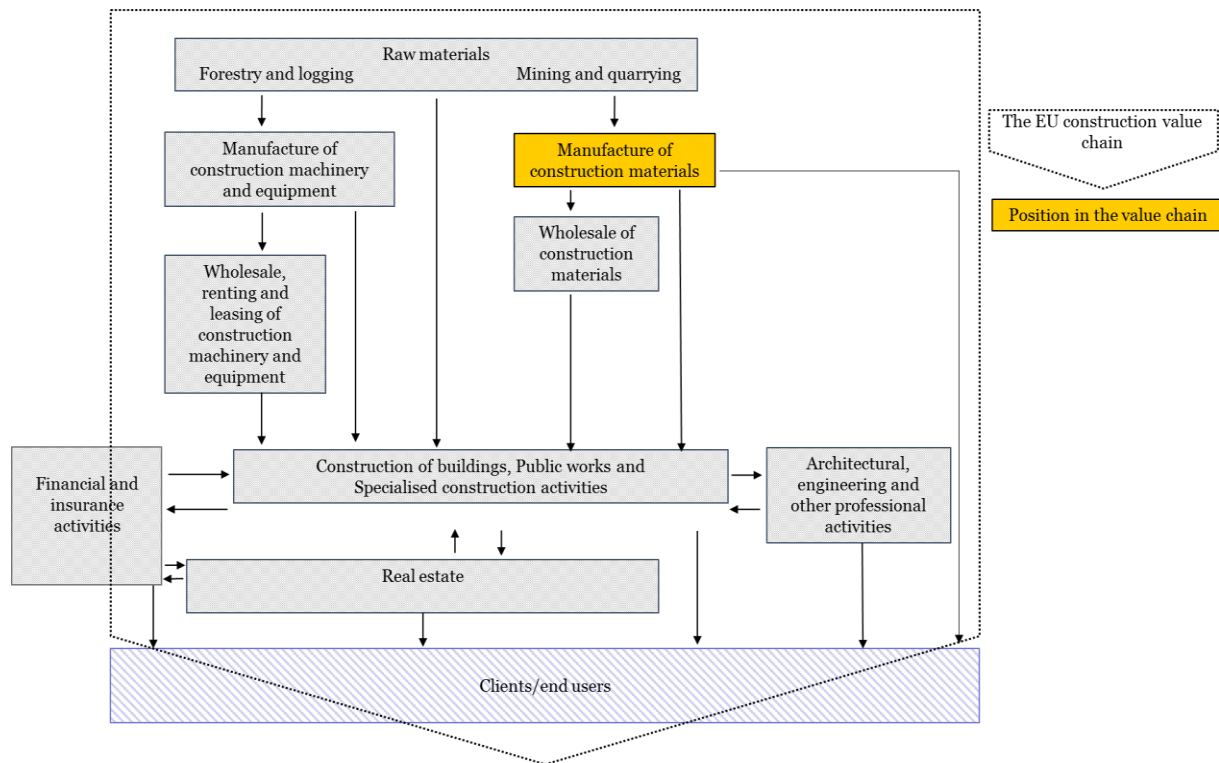 Raw materials
Forestry and logging
Mining and quarrying
Manufacture of
construction machinery
and equipment
Manufacture of
construction materials
The EU construction value
chain
Position in the value chain
Wholesale of
construction
materials
Wholesale,
renting and
leasing of
construction
machinery and
equipment
Financial and
insurance
activities
Construction of buildings, Public works and
Specialised construction activities
Architectural,
engineering and
other professional
activities
Real estate
Clients/end users